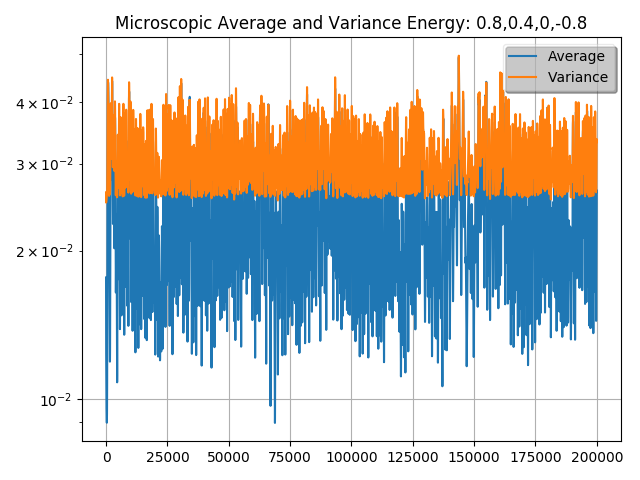 Microscopic Average and Variance Energy: 0.8,0.4,0,-0.8
Average
Variance
4 × 10⁻²
3 × 10⁻²
2 × 10⁻²
10⁻²
0 25000 50000 75000 100000 125000 150000 175000 200000